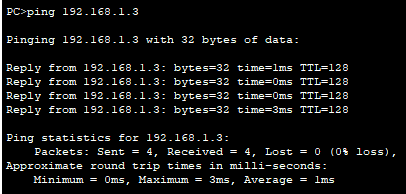 PC>ping 192.168.1.3
Pinging 192.168.1.3 with 32 bytes of data:
Reply from 192.168.1.3: bytes=32 time=1ms TTL=128
Reply from 192.168.1.3: bytes=32 time=0ms TTL=128
Reply from 192.168.1.3: bytes=32 time=0ms TTL=128
Reply from 192.168.1.3: bytes=32 time=3ms TTL=128
Ping statistics for 192.168.1.3:
Packets: Sent = 4, Received = 4, Lost = 0 (0% loss),
Approximate round trip times in milli-seconds:
Minimum = 0ms, Maximum = 3ms, Average = 1ms